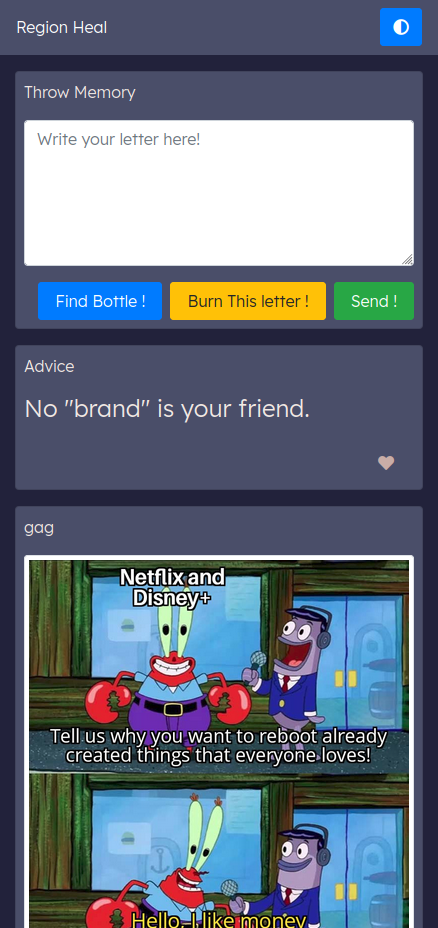 Region Heal
Throw Memory
Write your letter here!
Find Bottle !
Burn This letter !
Send !
Advice
No "brand" is your friend.
gag
Netflix and
Disney+
Tell us why you want to reboot already
created things that everyone loves!
Hello, I like money